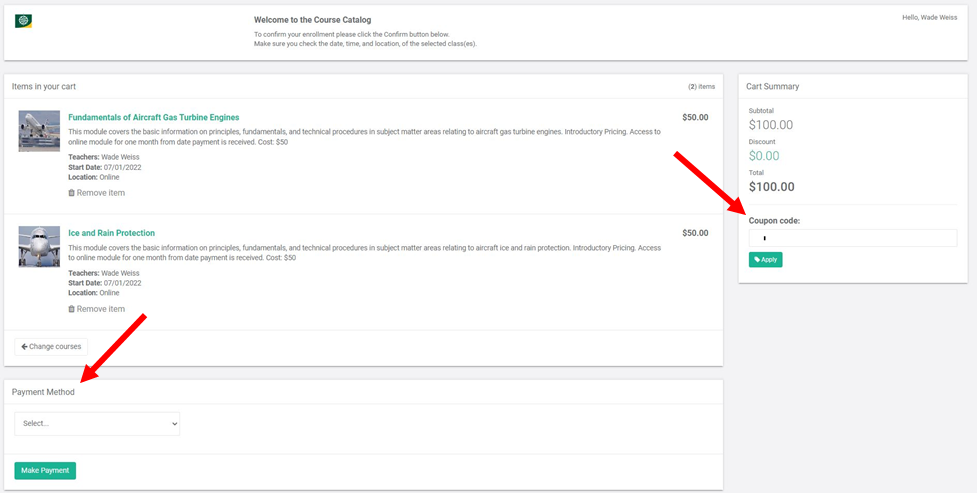 Welcome to the Course Catalog
Hello, Wade Weiss
To confirm your enrollment please click the Confirm button below.
Make sure you check the date, time, and location, of the selected class(es).
Items in your cart
(2) items
Fundamentals of Aircraft Gas Turbine Engines
$50.00
This module covers the basic information on principles, fundamentals, and technical procedures in subject matter areas relating to aircraft gas turbine engines. Introductory Pricing. Access to
online module for one month from date payment is received. Cost: $50
Teachers: Wade Weiss
Start Date: 07/01/2022
Location: Online
Remove item
Ice and Rain Protection
$50.00
This module covers the basic information on principles, fundamentals, and technical procedures in subject matter areas relating to aircraft ice and rain protection. Introductory Pricing. Access
to online module for one month from date payment is received. Cost: $50
Teachers: Wade Weiss
Start Date: 07/01/2022
Location: Online
Remove item
Change courses
Payment Method
Select...
Make Payment
Cart Summary
Subtotal
$100.00
Discount
$0.00
Total
$100.00
Coupon code:
Apply